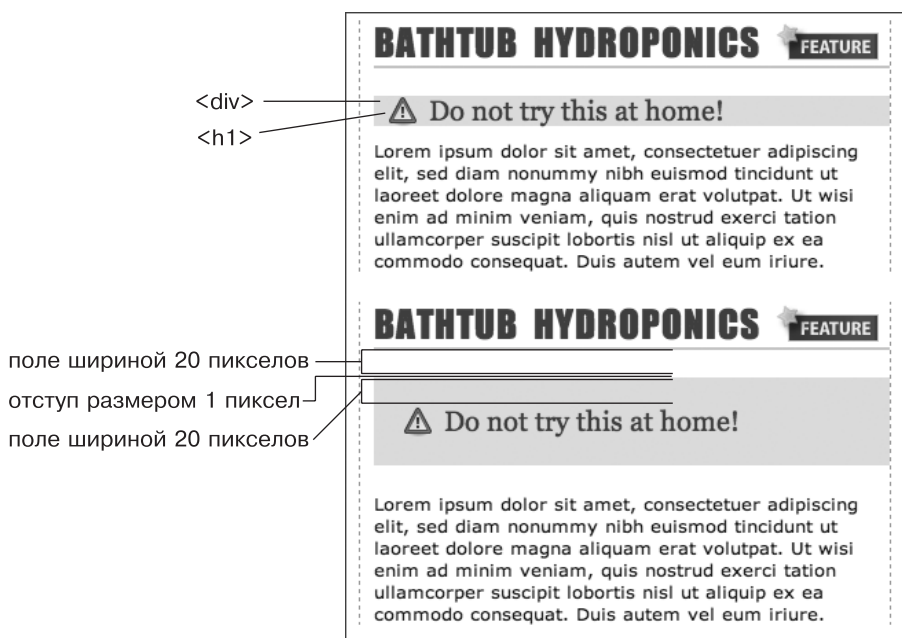 BATHTUB HYDROPONICS FEATURE
<div>
<h1>
Do not try this at home!
Lorem ipsum dolor sit amet, consectetuer adipiscing
elit, sed diam nonummy nibh euismod tincidunt ut
laoreet dolore magna aliquam erat volutpat. Ut wisi
enim ad minim veniam, quis nostrud exerci tation
ullamcorper suscipit lobortis nisl ut aliquip ex ea
commodo consequat. Duis autem vel eum iriure.
BATHTUB HYDROPONICS FEATURE
поле шириной 20 пикселов
отступ размером 1 пиксел
поле шириной 20 пикселов
Do not try this at home!
Lorem ipsum dolor sit amet, consectetuer adipiscing
elit, sed diam nonummy nibh euismod tincidunt ut
laoreet dolore magna aliquam erat volutpat. Ut wisi
enim ad minim veniam, quis nostrud exerci tation
ullamcorper suscipit lobortis nisl ut aliquip ex ea
commodo consequat. Duis autem vel eum iriure.